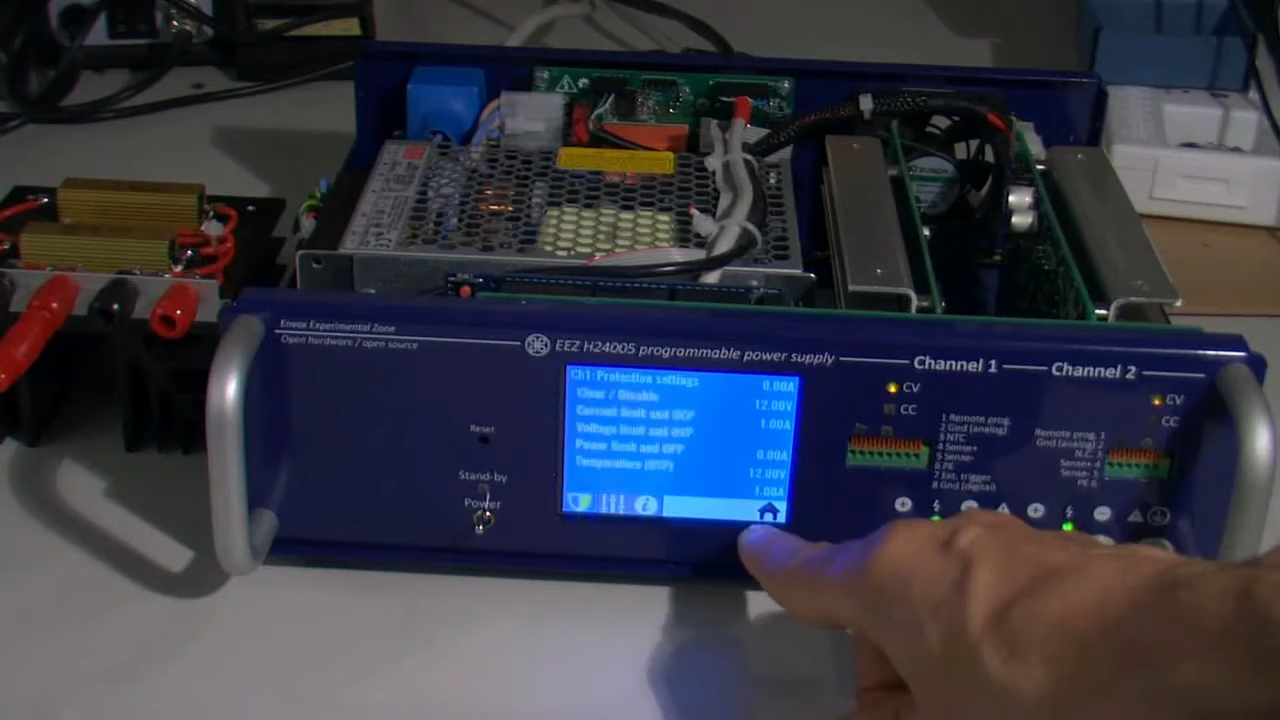 Eneox Experimental Zone
Open hardware / open source
EEZ H24005 programmable power supply
Channel 1
Channel 2
Ch1: Protection settings
Clear / Disable
Current limit and OCP
Voltage limit and OVP
Power limit and OPP
Temperature (OTP)
0.00A
12.00V
1.00A
0.00A
12.00V
1.00A
Reset
Stand-by
Power
CV
CC
1 Remote prog.
2 Gnd (analog)
3 NTC
4 Sense+
5 Sense-
6 PE
7 Ext. trigger
8 Gnd (digital)
CV
CC
Remote prog. 1
Gnd (analog) 2
N.C. 3
Sense+ 4
Sense- 5
PE 6